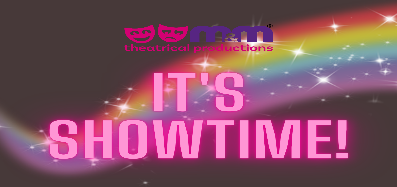 m&m®
theatrical productions
IT'S
SHOWTIME!